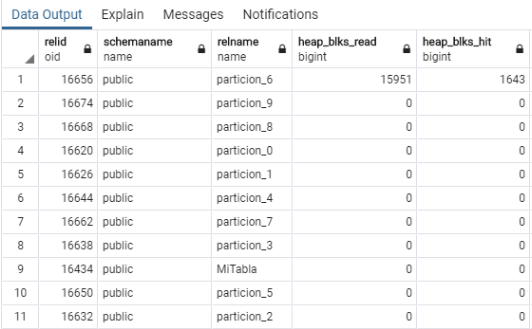 Data Output Explain Messages Notifications
relid schemaname relname heap_blks_read heap_blks_hit
oid name name bigint bigint
1 16656 public particion_6 15951 1643
2 16674 public particion_9 0 0
3 16668 public particion_8 0 0
4 16620 public particion_0 0 0
5 16626 public particion_1 0 0
6 16644 public particion_4 0 0
7 16662 public particion_7 0 0
8 16638 public particion_3 0 0
9 16434 public MiTabla 0 0
10 16650 public particion_5 0 0
11 16632 public particion_2 0 0